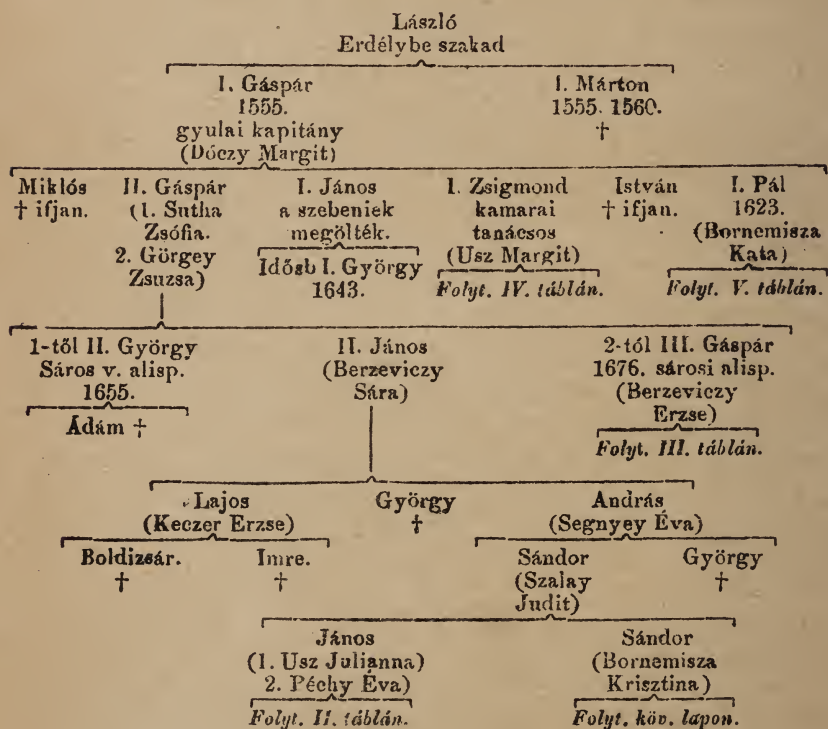 László
Erdélybe szakad
I. Gáspár
1555.
gyulai kapitány
(Dóczy Margit)
I. Márton
1555. 1560.
†
Miklós
† ifjan.
II. Gáspár
(1. Sutha
Zsófia.
2. Görgey
Zsuzsa)
I. János
a szebeniek
megölték.
Idősb I. György
1643.
I. Zsigmond
kamarai
tanácsos
(Usz Margit)
Folyt. IV. táblán.
István
† ifjan.
I. Pál
1623.
(Bornemisza
Kata)
Folyt. V. táblán.
1-től II. György
Sáros v. alisp.
1655.
Ádám †
II. János
(Berzeviczy
Sára)
2-tól III. Gáspár
1676. sárosi alisp.
(Berzeviczy
Erzse)
Folyt. III. táblán.
Lajos
(Keczer Erzse)
György
†
András
(Segnyey Éva)
Boldizsár.
†
Imre.
†
Sándor
(Szalay
Judit)
György
†
János
(1. Usz Julianna)
2. Péchy Éva)
Folyt. II. táblán.
Sándor
(Bornemisza
Krisztina)
Folyt. köv. lapon.